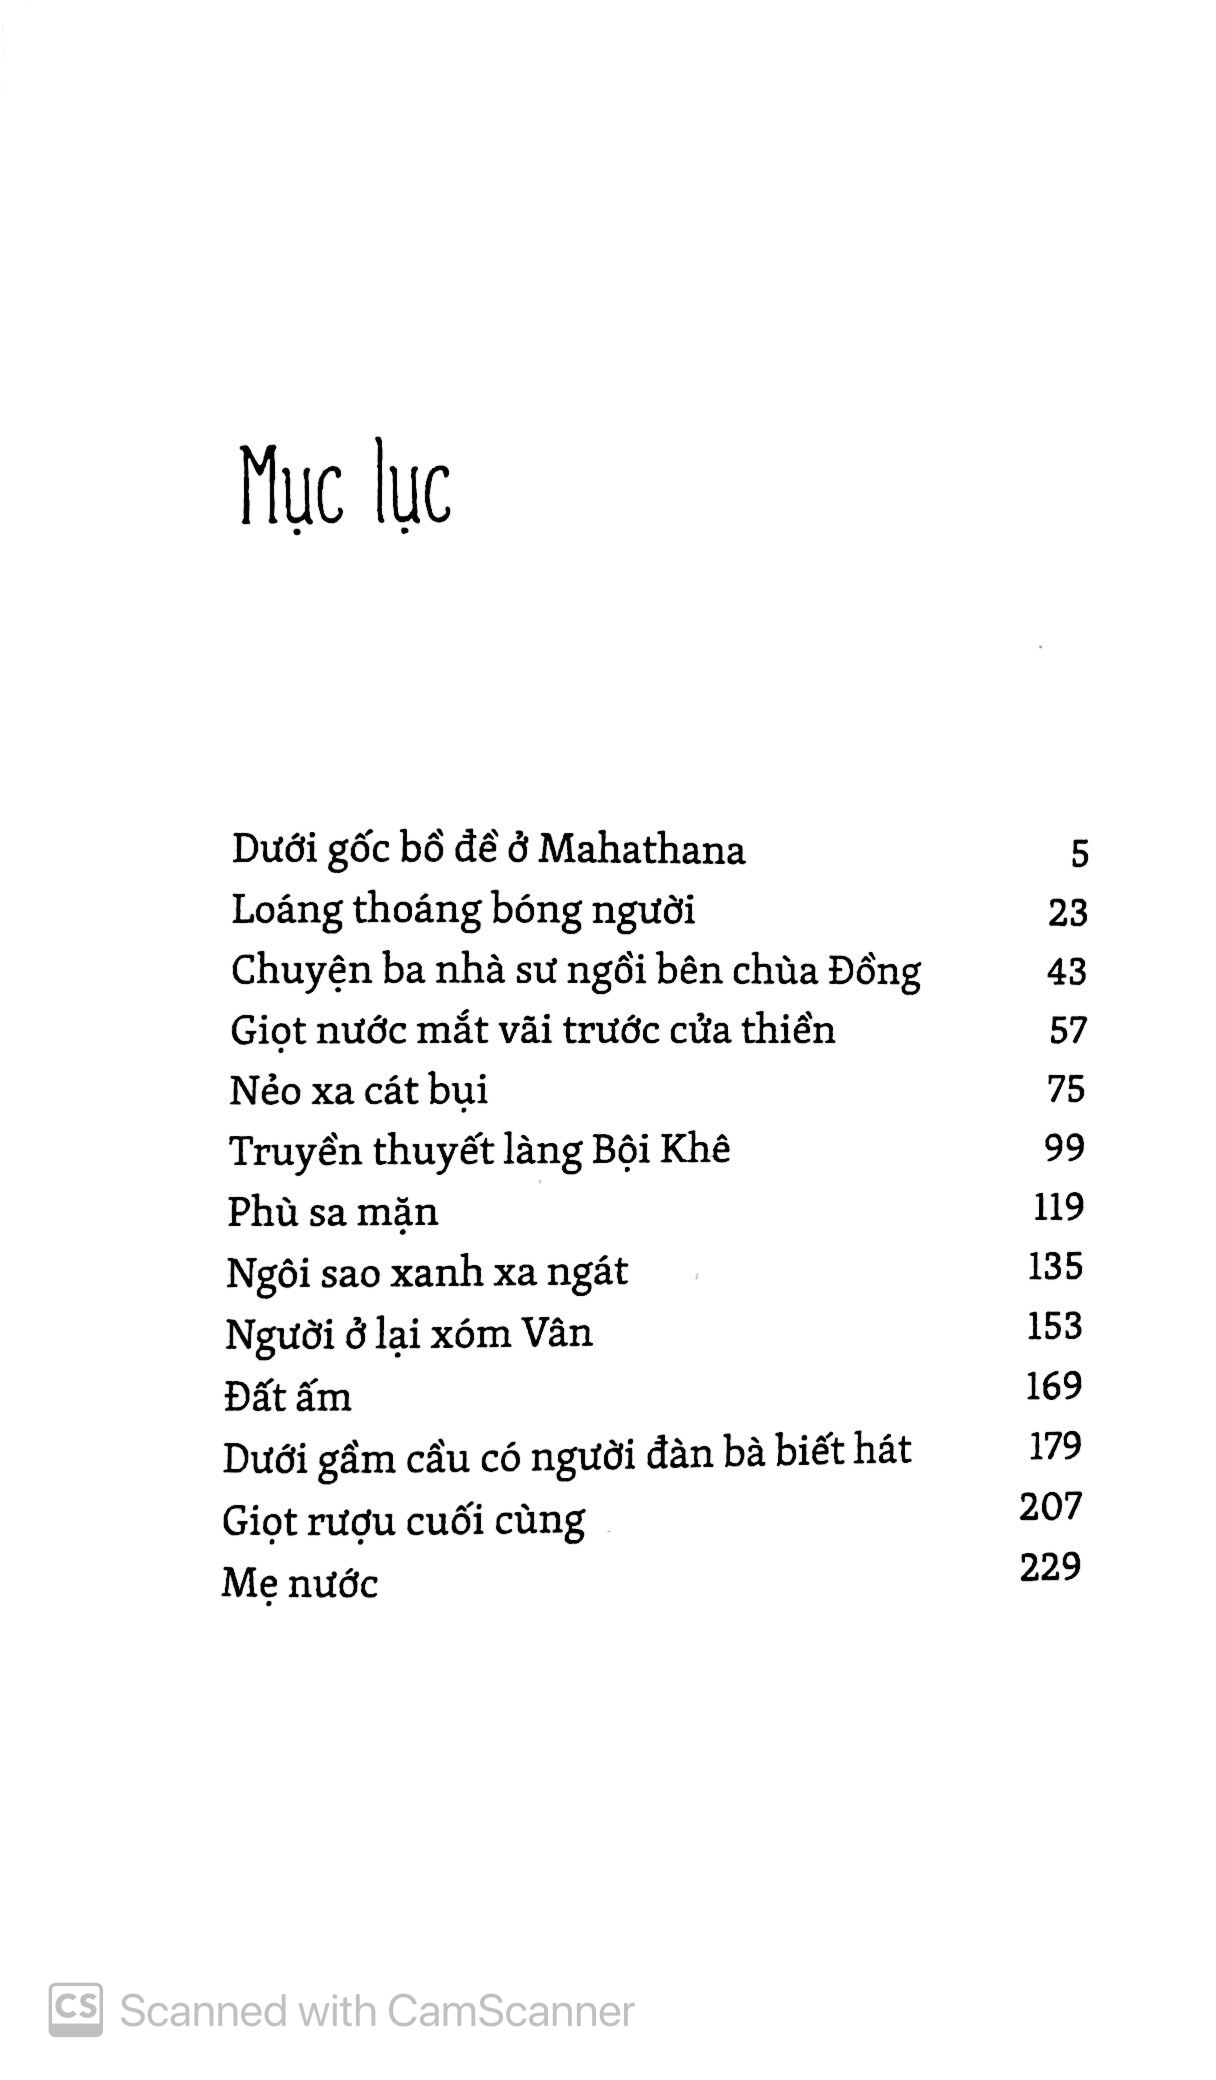 Mục lục
Dưới gốc bồ đề ở Mahathana 5
Loáng thoáng bóng người 23
Chuyện ba nhà sư ngồi bên chùa Đồng 43
Giọt nước mắt vãi trước cửa thiền 57
Nẻo xa cát bụi 75
Truyền thuyết làng Bội Khê 99
Phù sa mặn 119
Ngôi sao xanh xa ngát 135
Người ở lại xóm Vân 153
Đất ấm 169
Dưới gầm cầu có người đàn bà biết hát 179
Giọt rượu cuối cùng 207
Mẹ nước 229
CS Scanned with CamScanner